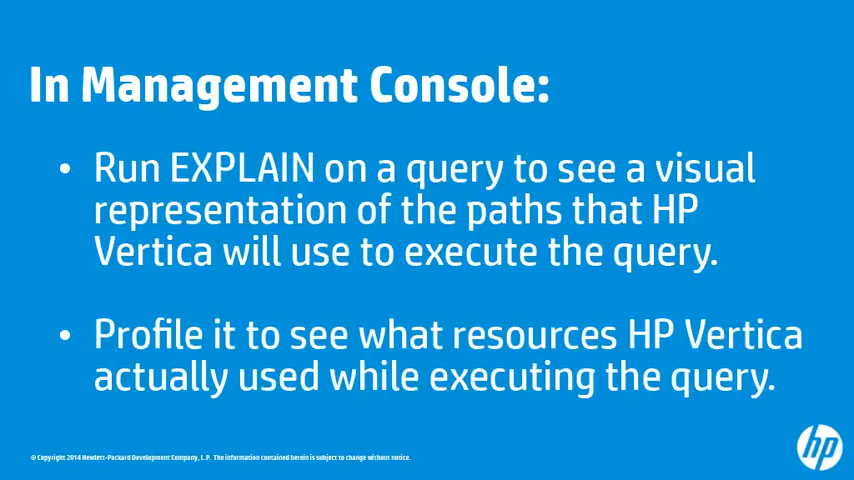 In Management Console:
• Run EXPLAIN on a query to see a visual
representation of the paths that HP
Vertica will use to execute the query.
• Profile it to see what resources HP Vertica
actually used while executing the query.
© Copyright 2014 Hewlett-Packard Development Company, L.P. The information contained herein is subject to change without notice.
hp